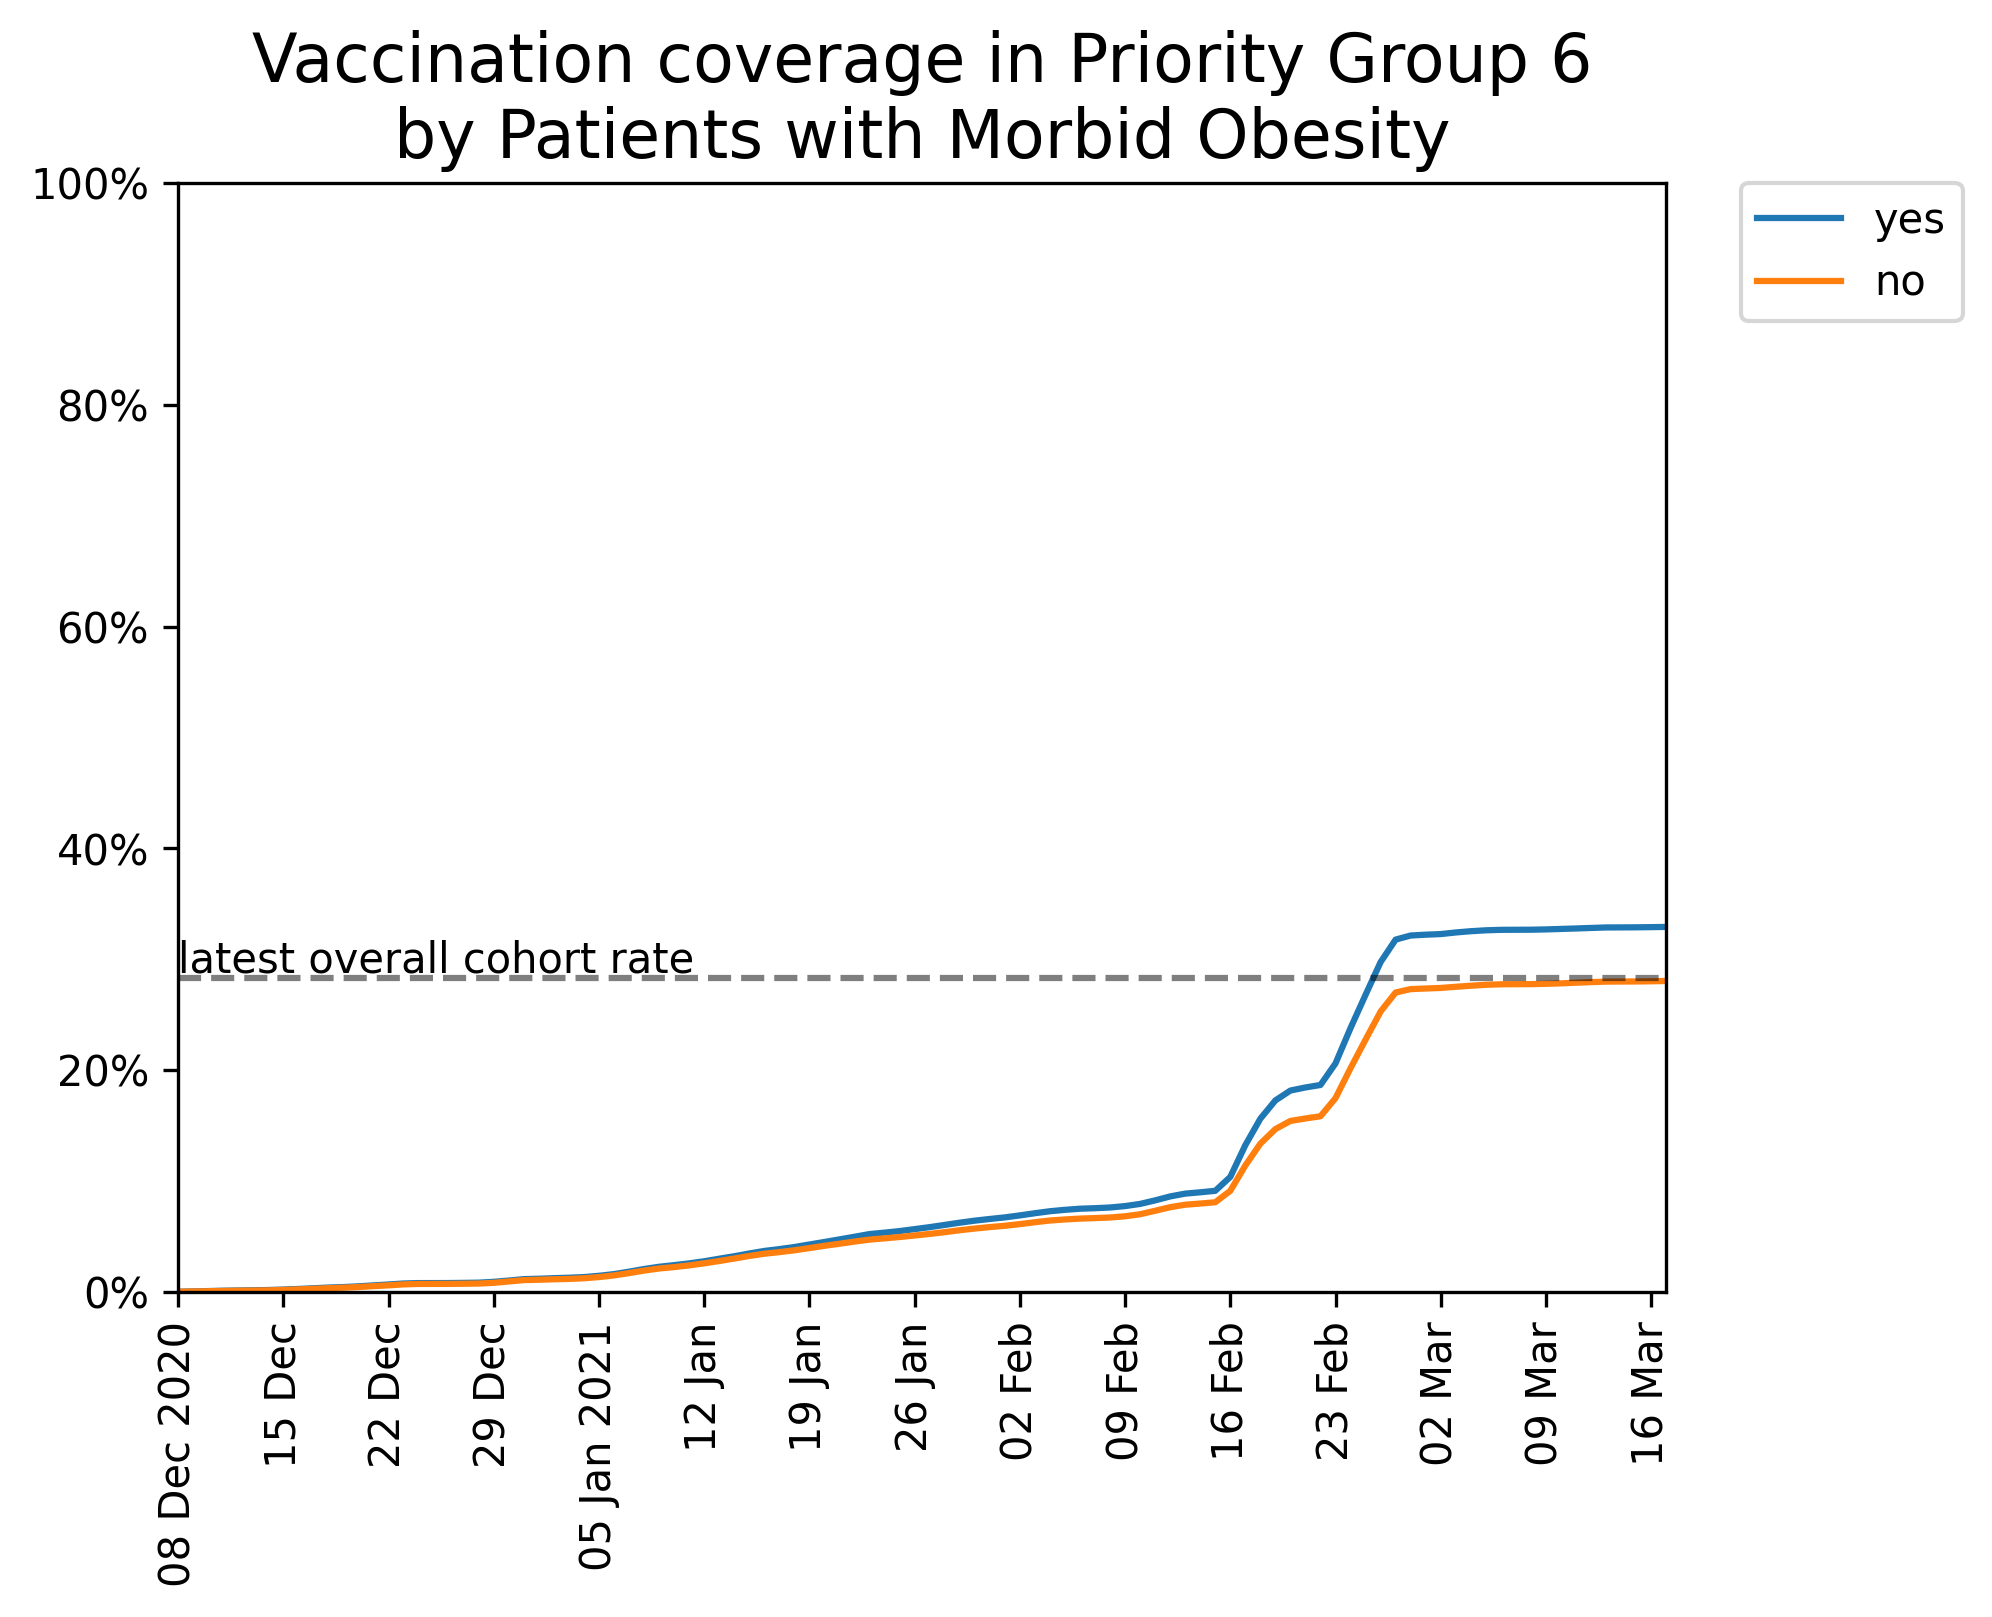 Vaccination coverage in Priority Group 6
by Patients with Morbid Obesity
100%
80%
60%
40%
20%
0%
latest overall cohort rate
yes
no
08 Dec 2020
15 Dec
22 Dec
29 Dec
05 Jan 2021
12 Jan
19 Jan
26 Jan
02 Feb
09 Feb
16 Feb
23 Feb
02 Mar
09 Mar
16 Mar